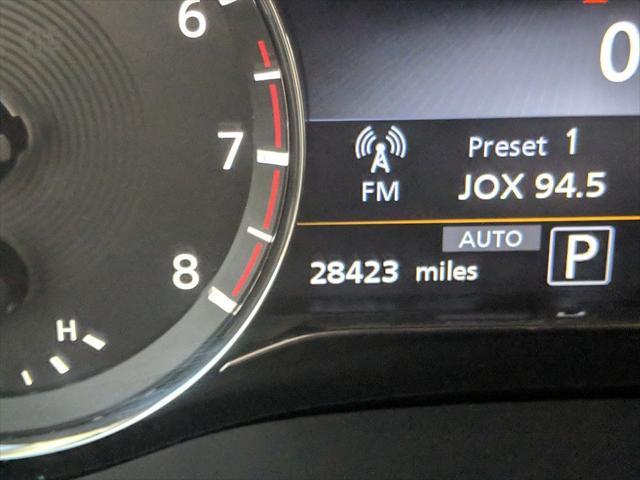 6
7
8
H
0
Preset 1
FM
JOX 94.5
AUTO
P
28423 miles